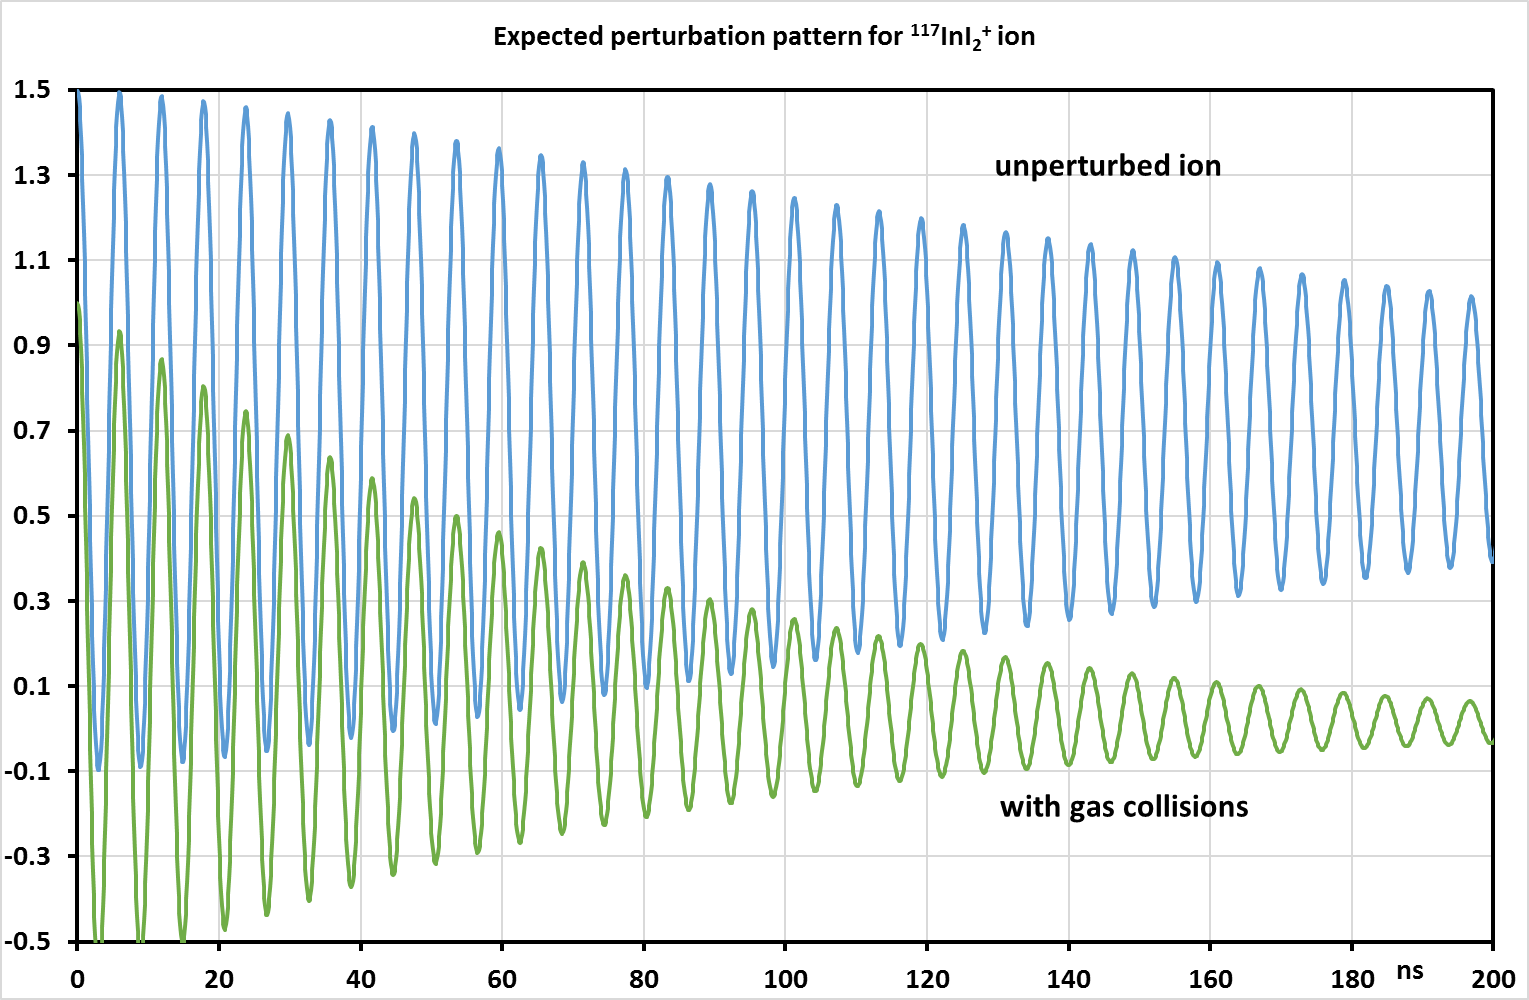 Expected perturbation pattern for ¹¹⁷InI₂⁺ ion
1.5
1.3
unperturbed ion
1.1
0.9
0.7
0.5
0.3
0.1
-0.1
with gas collisions
-0.3
-0.5
0 20 40 60 80 100 120 140 160 180 ns 200